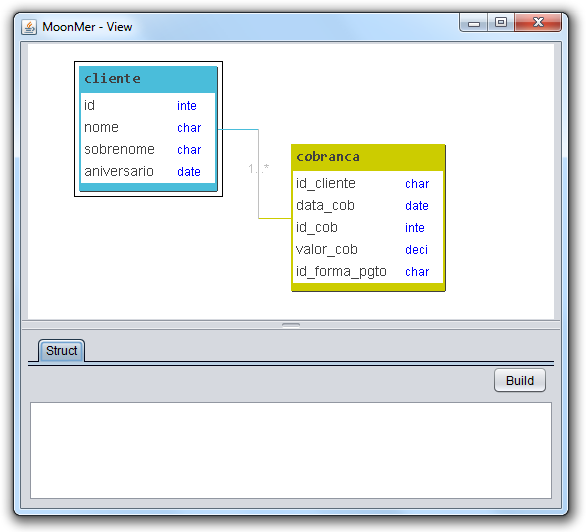 MoonMer - View
cliente
id inte
nome char
sobrenome char
aniversario date
1..*
cobranca
id_cliente char
data_cob date
id_cob inte
valor_cob deci
id_forma_pgto char
Struct
Build